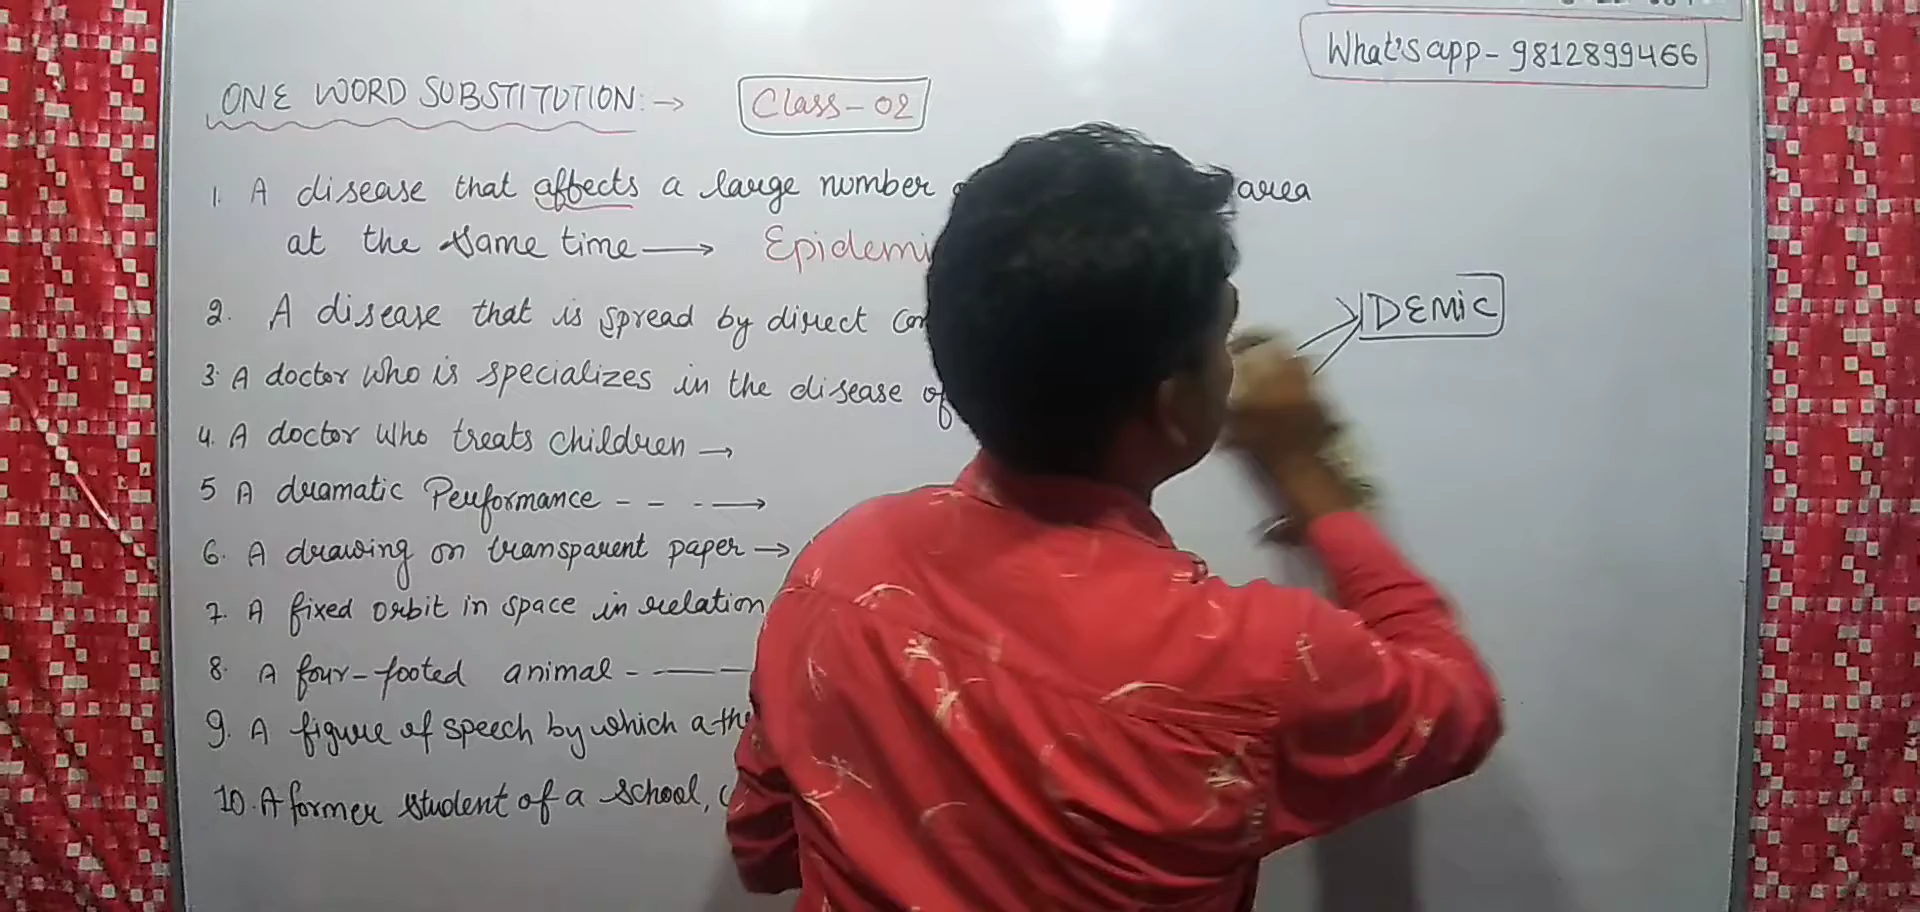 What's app - 9812899466
ONE WORD SUBSTITUTION :→ Class-02
1. A disease that affects a large number area
at the same time → Epidemi
DEMiC
2. A disease that is spread by direct con
3. A doctor who is specializes in the disease of
4. A doctor who treats children →
5 A dramatic Performance - - - →
6. A drawing on transparent paper →
7. A fixed orbit in space in relation
8. A four-footed animal - —
9. A figure of speech by which a the
10. A former student of a school,